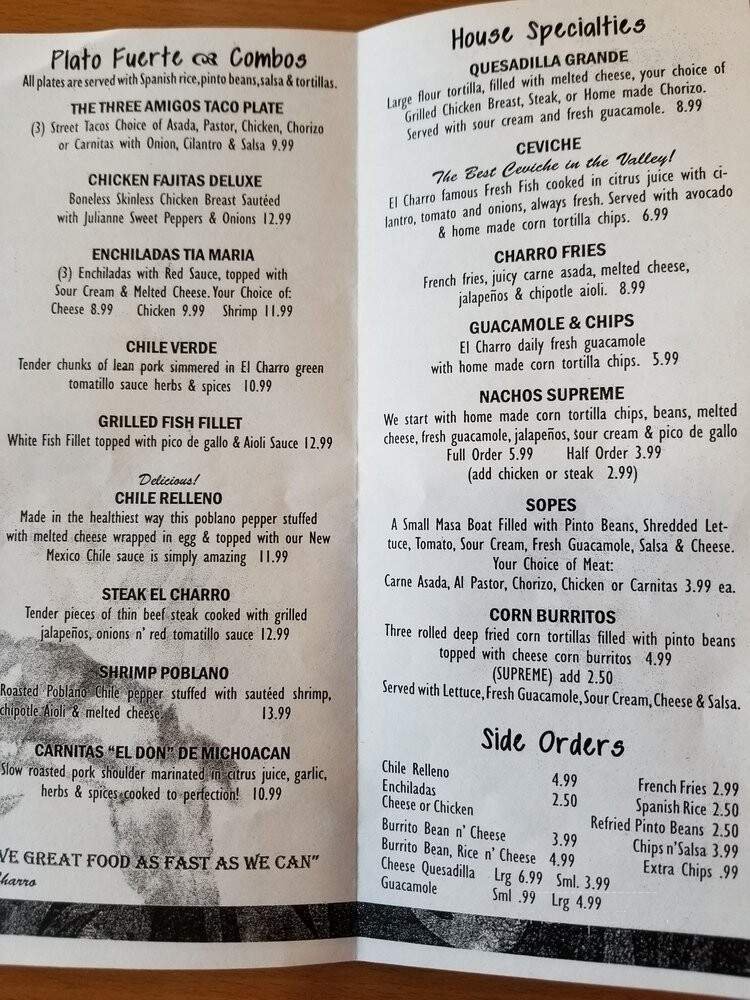 Plato Fuerte & Combos
All plates are served with Spanish rice, pinto beans, salsa & tortillas.
THE THREE AMIGOS TACO PLATE
(3) Street Tacos Choice of Asada, Pastor, Chicken, Chorizo
or Carnitas with Onion, Cilantro & Salsa 9.99
CHICKEN FAJITAS DELUXE
Boneless Skinless Chicken Breast Sautéed
with Julianne Sweet Peppers & Onions 12.99
ENCHILADAS TIA MARIA
(3) Enchiladas with Red Sauce, topped with
Sour Cream & Melted Cheese. Your Choice of:
Cheese 8.99 Chicken 9.99 Shrimp 11.99
CHILE VERDE
Tender chunks of lean pork simmered in El Charro green
tomatillo sauce herbs & spices 10.99
GRILLED FISH FILLET
White Fish Fillet topped with pico de gallo & Aioli Sauce 12.99
Delicious!
CHILE RELLENO
Made in the healthiest way this poblano pepper stuffed
with melted cheese wrapped in egg & topped with our New
Mexico Chile sauce is simply amazing 11.99
STEAK EL CHARRO
Tender pieces of thin beef steak cooked with grilled
jalapeños, onions n' red tomatillo sauce 12.99
SHRIMP POBLANO
Roasted Poblano Chile pepper stuffed with sautéed shrimp,
chipotle Aioli & melted cheese. 13.99
CARNITAS "EL DON" DE MICHOACAN
Slow roasted pork shoulder marinated in citrus juice, garlic,
herbs & spices cooked to perfection! 10.99
VE GREAT FOOD AS FAST AS WE CAN"
Charro
House Specialties
QUESADILLA GRANDE
Large flour tortilla, filled with melted cheese, your choice of
Grilled Chicken Breast, Steak, or Home made Chorizo.
Served with sour cream and fresh guacamole. 8.99
CEVICHE
The Best Ceviche in the Valley!
El Charro famous Fresh Fish cooked in citrus juice with ci-
lantro, tomato and onions, always fresh. Served with avocado
& home made corn tortilla chips. 6.99
CHARRO FRIES
French fries, juicy carne asada, melted cheese,
jalapeños & chipotle aioli. 8.99
GUACAMOLE & CHIPS
El Charro daily fresh guacamole
with home made corn tortilla chips. 5.99
NACHOS SUPREME
We start with home made corn tortilla chips, beans, melted
cheese, fresh guacamole, jalapeños, sour cream & pico de gallo
Full Order 5.99 Half Order 3.99
(add chicken or steak 2.99)
SOPES
A Small Masa Boat Filled with Pinto Beans, Shredded Let-
tuce, Tomato, Sour Cream, Fresh Guacamole, Salsa & Cheese.
Your Choice of Meat:
Carne Asada, Al Pastor, Chorizo, Chicken or Carnitas 3.99 ea.
CORN BURRITOS
Three rolled deep fried corn tortillas filled with pinto beans
topped with cheese corn burritos 4.99
(SUPREME) add 2.50
Served with Lettuce, Fresh Guacamole, Sour Cream, Cheese & Salsa.
Side Orders
Chile Relleno 4.99
Enchiladas
Cheese or Chicken 2.50
Burrito Bean n' Cheese 3.99
Burrito Bean, Rice n' Cheese 4.99
Cheese Quesadilla Lrg 6.99 Sml. 3.99
Guacamole Sml .99 Lrg 4.99
French Fries 2.99
Spanish Rice 2.50
Refried Pinto Beans 2.50
Chips n'Salsa 3.99
Extra Chips .99